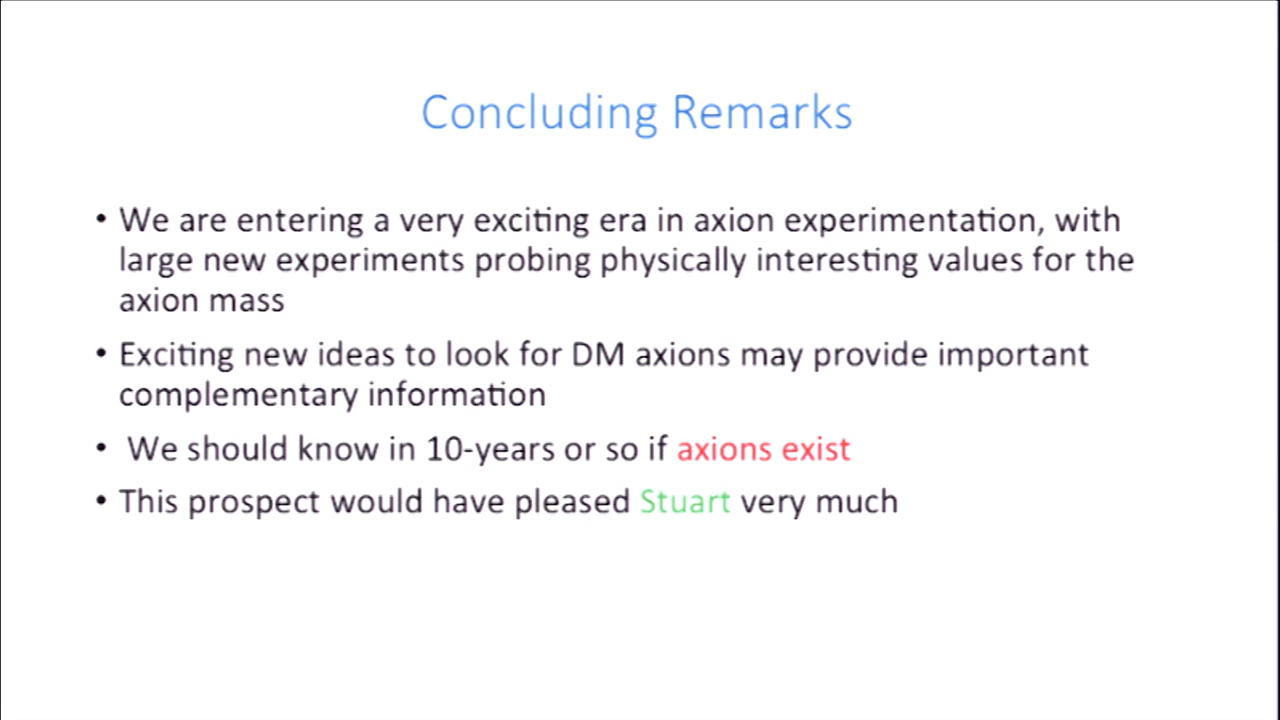 Concluding Remarks
• We are entering a very exciting era in axion experimentation, with
large new experiments probing physically interesting values for the
axion mass
• Exciting new ideas to look for DM axions may provide important
complementary information
• We should know in 10-years or so if axions exist
• This prospect would have pleased Stuart very much